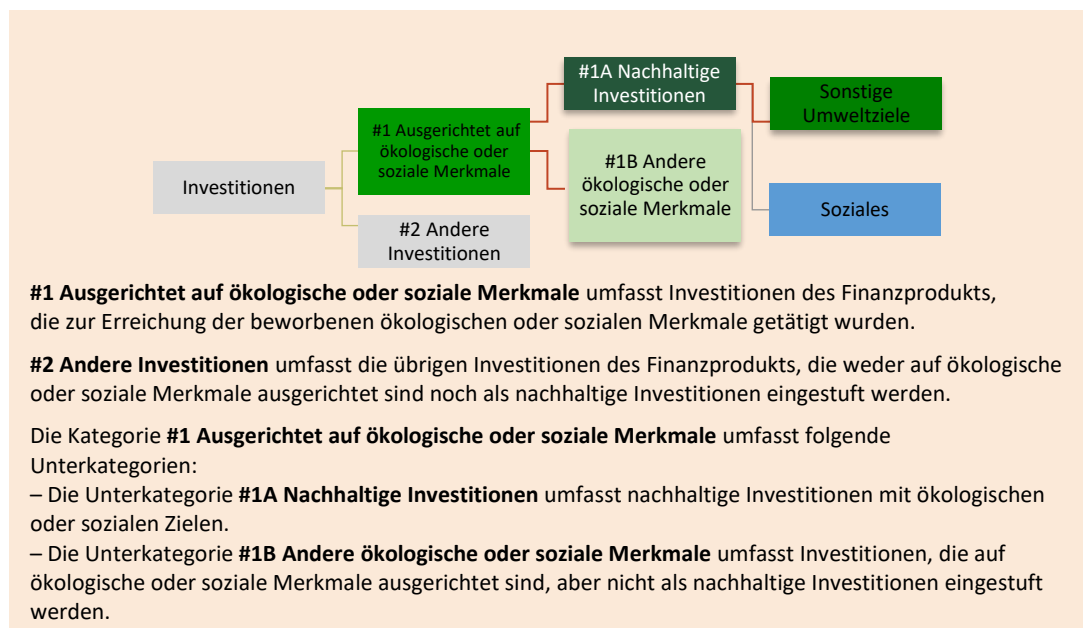 #1A Nachhaltige
Investitionen
Sonstige
Umweltziele
#1 Ausgerichtet auf
ökologische oder
soziale Merkmale
#1B Andere
ökologische oder
soziale Merkmale
Investitionen
Soziales
#2 Andere
Investitionen
#1 Ausgerichtet auf ökologische oder soziale Merkmale umfasst Investitionen des Finanzprodukts,
die zur Erreichung der beworbenen ökologischen oder sozialen Merkmale getätigt wurden.
#2 Andere Investitionen umfasst die übrigen Investitionen des Finanzprodukts, die weder auf ökologische
oder soziale Merkmale ausgerichtet sind noch als nachhaltige Investitionen eingestuft werden.
Die Kategorie #1 Ausgerichtet auf ökologische oder soziale Merkmale umfasst folgende
Unterkategorien:
– Die Unterkategorie #1A Nachhaltige Investitionen umfasst nachhaltige Investitionen mit ökologischen
oder sozialen Zielen.
– Die Unterkategorie #1B Andere ökologische oder soziale Merkmale umfasst Investitionen, die auf
ökologische oder soziale Merkmale ausgerichtet sind, aber nicht als nachhaltige Investitionen eingestuft
werden.